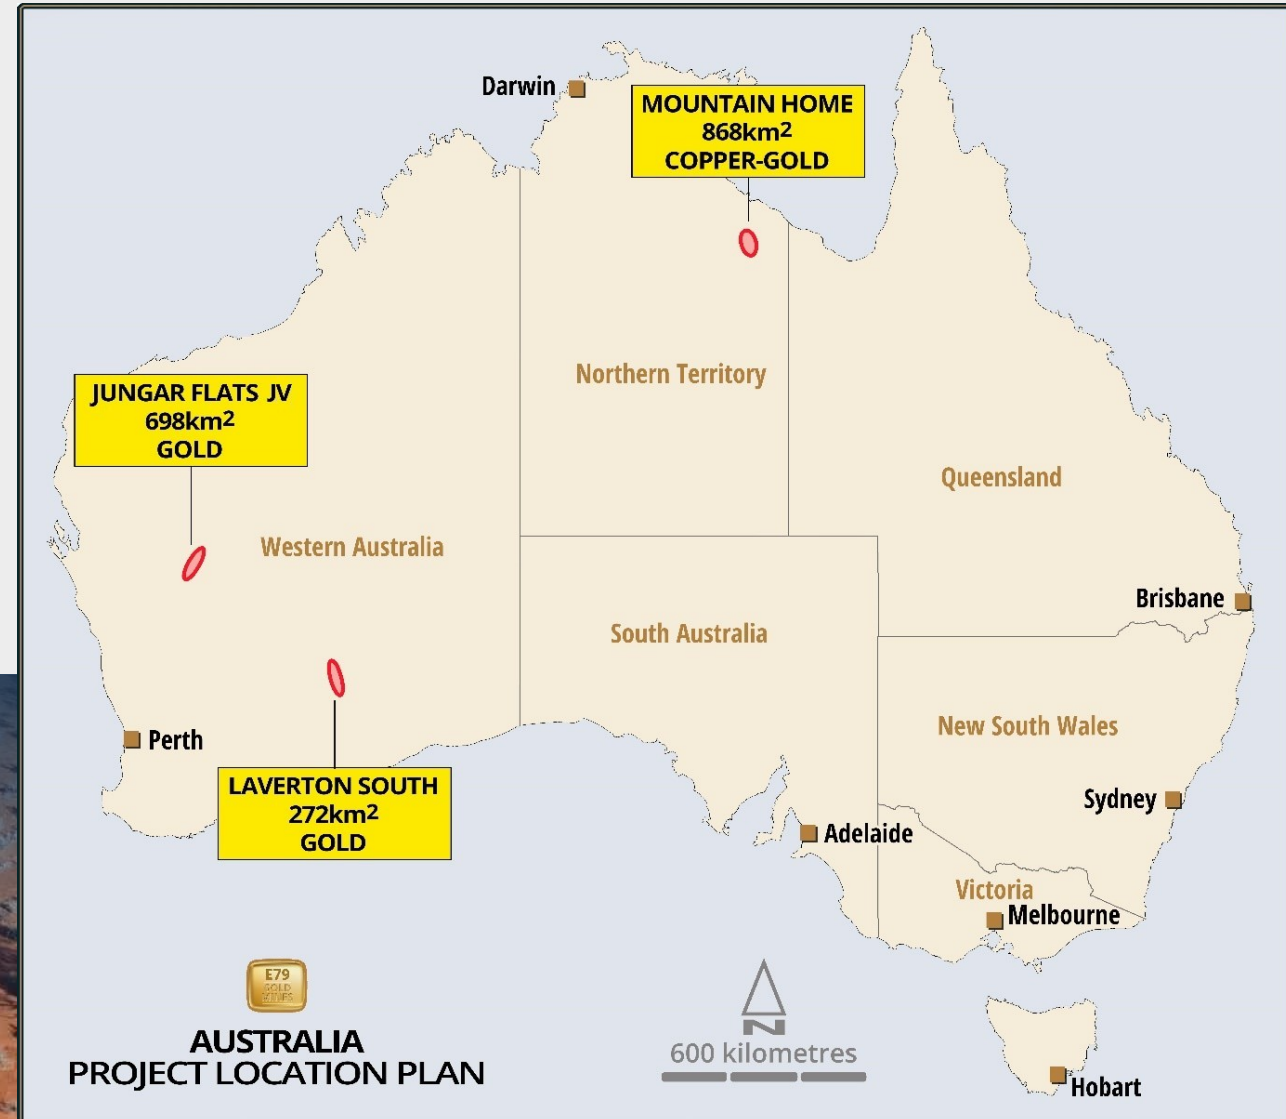 Darwin
MOUNTAIN HOME
868km²
COPPER-GOLD
JUNGAR FLATS JV
698km²
GOLD
Northern Territory
Queensland
Western Australia
South Australia
Brisbane
New South Wales
Perth
LAVERTON SOUTH
272km²
GOLD
Sydney
Adelaide
Victoria
Melbourne
E79
GOLD
MINES
AUSTRALIA
PROJECT LOCATION PLAN
N
600 kilometres
Hobart